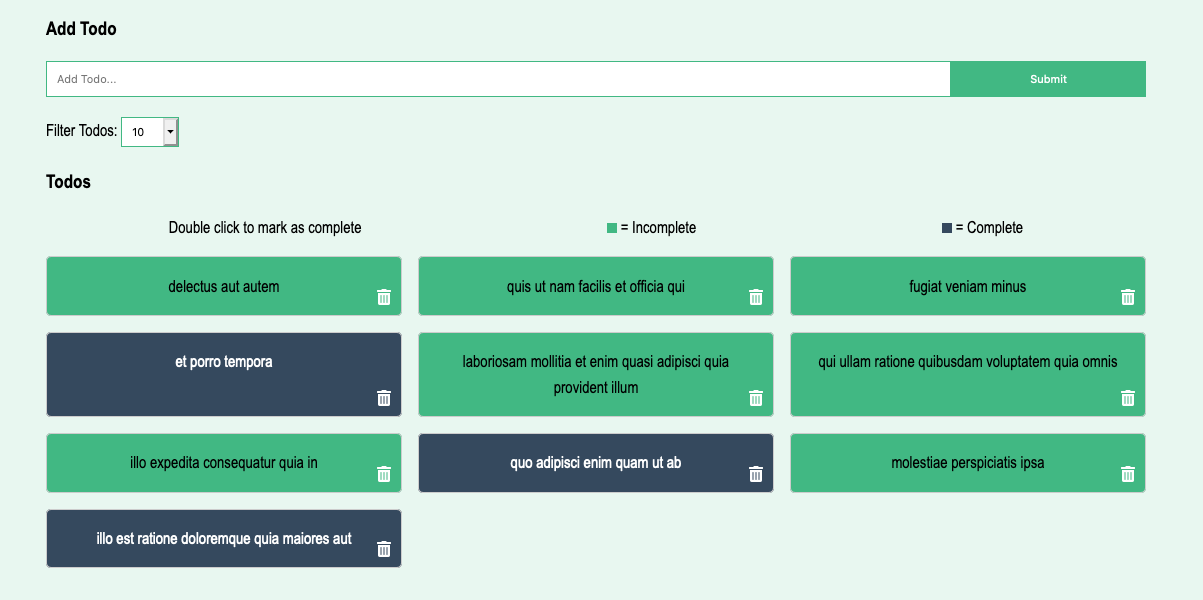 Add Todo
Add Todo...
Submit
Filter Todos: 10
Todos
Double click to mark as complete
= Incomplete
= Complete
delectus aut autem
quis ut nam facilis et officia qui
fugiat veniam minus
et porro tempora
laboriosam mollitia et enim quasi adipisci quia
provident illum
qui ullam ratione quibusdam voluptatem quia omnis
illo expedita consequatur quia in
quo adipisci enim quam ut ab
molestiae perspiciatis ipsa
illo est ratione doloremque quia maiores aut